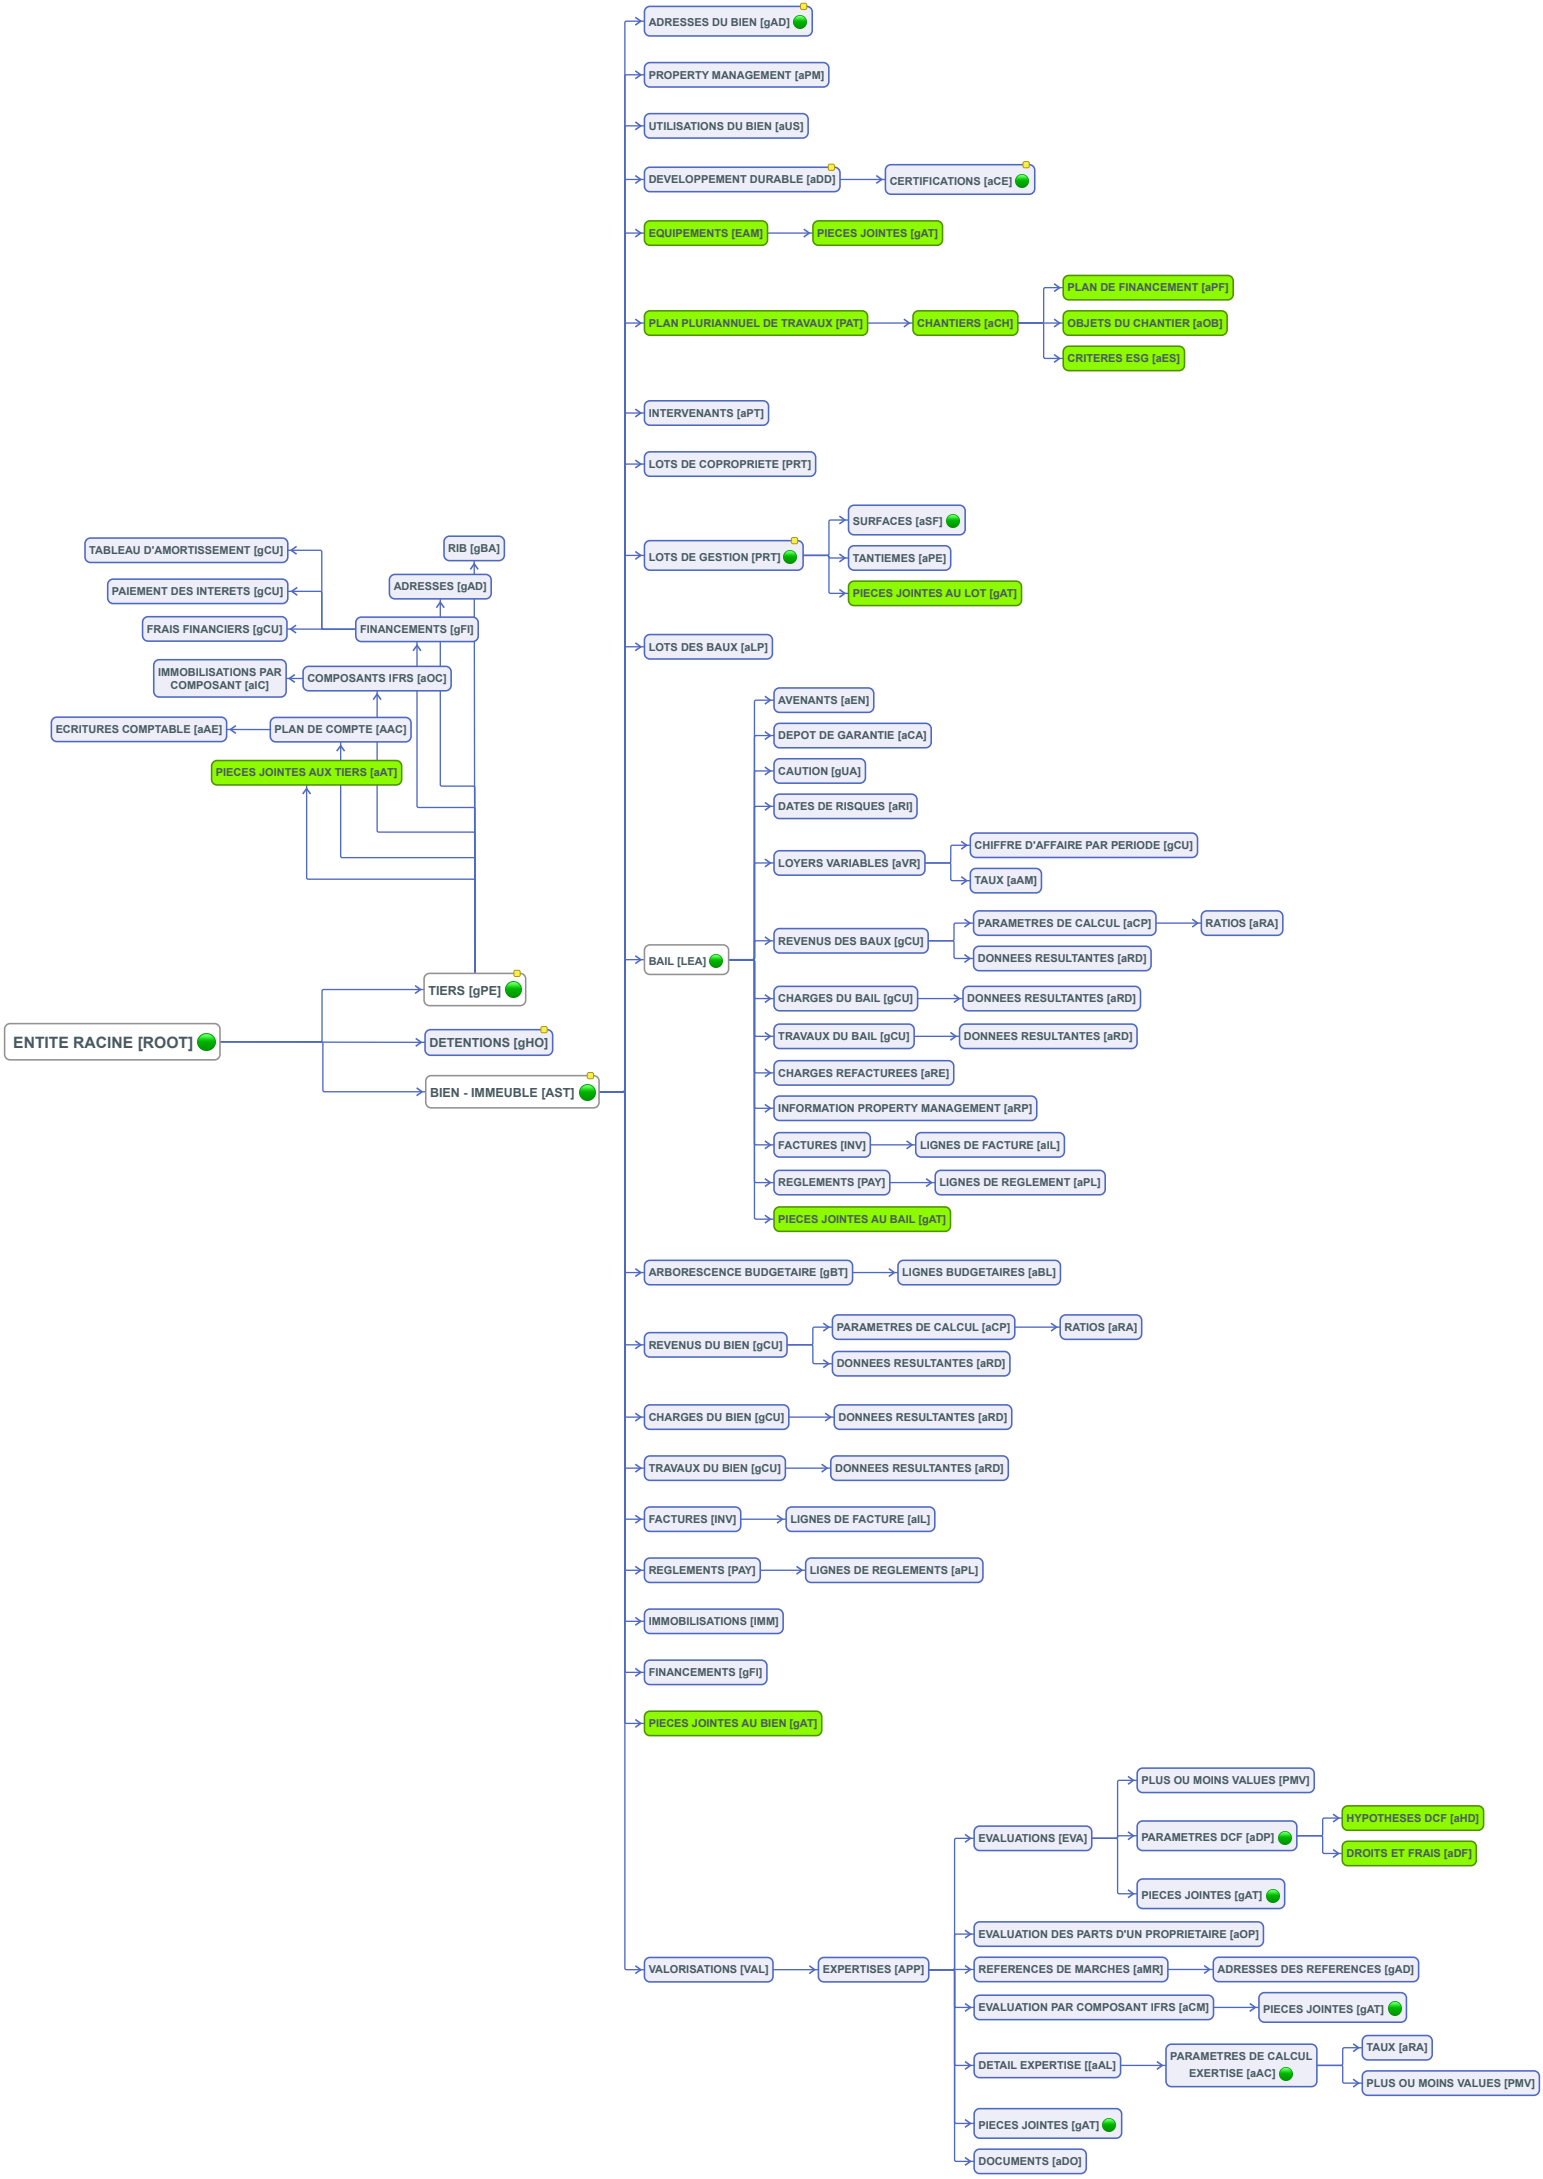 ADRESSES DU BIEN [gAD]
PROPERTY MANAGEMENT [aPM]
UTILISATIONS DU BIEN [aUS]
DEVELOPPEMENT DURABLE [aDD]
CERTIFICATIONS [aCE]
EQUIPEMENTS [EAM]
PIECES JOINTES [gAT]
PLAN DE FINANCEMENT [aPF]
PLAN PLURIANNUEL DE TRAVAUX [PAT]
CHANTIERS [aCH]
OBJETS DU CHANTIER [aOB]
CRITERES ESG [aES]
INTERVENANTS [aPT]
LOTS DE COPROPRIETE [PRT]
SURFACES [aSF]
LOTS DE GESTION [PRT]
TANTIEMES [aPE]
PIECES JOINTES AU LOT [gAT]
LOTS DES BAUX [aLP]
RIB [gBA]
TABLEAU D'AMORTISSEMENT [gCU]
ADRESSES [gAD]
PAIEMENT DES INTERETS [gCU]
FRAIS FINANCIERS [gCU]
FINANCEMENTS [gFI]
IMMOBILISATIONS PAR
COMPOSANT [aIC]
COMPOSANTS IFRS [aOC]
ECRITURES COMPTABLE [aAE]
PLAN DE COMPTE [AAC]
PIECES JOINTES AUX TIERS [aAT]
TIERS [gPE]
ENTITE RACINE [ROOT]
DETENTIONS [gHO]
BIEN - IMMEUBLE [AST]
AVENANTS [aEN]
DEPOT DE GARANTIE [aCA]
CAUTION [gUA]
DATES DE RISQUES [aRI]
CHIFFRE D'AFFAIRE PAR PERIODE [gCU]
LOYERS VARIABLES [aVR]
TAUX [aAM]
PARAMETRES DE CALCUL [aCP]
RATIOS [aRA]
REVENUS DES BAUX [gCU]
DONNEES RESULTANTES [aRD]
BAIL [LEA]
CHARGES DU BAIL [gCU]
DONNEES RESULTANTES [aRD]
TRAVAUX DU BAIL [gCU]
DONNEES RESULTANTES [aRD]
CHARGES REFACTUREES [aRE]
INFORMATION PROPERTY MANAGEMENT [aRP]
FACTURES [INV]
LIGNES DE FACTURE [aIL]
REGLEMENTS [PAY]
LIGNES DE REGLEMENT [aPL]
PIECES JOINTES AU BAIL [gAT]
ARBORESCENCE BUDGETAIRE [gBT]
LIGNES BUDGETAIRES [aBL]
PARAMETRES DE CALCUL [aCP]
RATIOS [aRA]
REVENUS DU BIEN [gCU]
DONNEES RESULTANTES [aRD]
CHARGES DU BIEN [gCU]
DONNEES RESULTANTES [aRD]
TRAVAUX DU BIEN [gCU]
DONNEES RESULTANTES [aRD]
FACTURES [INV]
LIGNES DE FACTURE [aIL]
REGLEMENTS [PAY]
LIGNES DE REGLEMENTS [aPL]
IMMOBILISATIONS [IMM]
FINANCEMENTS [gFI]
PIECES JOINTES AU BIEN [gAT]
PLUS OU MOINS VALUES [PMV]
HYPOTHESES DCF [aHD]
EVALUATIONS [EVA]
PARAMETRES DCF [aDP]
DROITS ET FRAIS [aDF]
PIECES JOINTES [gAT]
EVALUATION DES PARTS D'UN PROPRIETAIRE [aOP]
VALORISATIONS [VAL]
EXPERTISES [APP]
REFERENCES DE MARCHES [aMR]
ADRESSES DES REFERENCES [gAD]
EVALUATION PAR COMPOSANT IFRS [aCM]
PIECES JOINTES [gAT]
DETAIL EXPERTISE [[aAL]
PARAMETRES DE CALCUL
EXERTISE [aAC]
TAUX [aRA]
PLUS OU MOINS VALUES [PMV]
PIECES JOINTES [gAT]
DOCUMENTS [aDO]